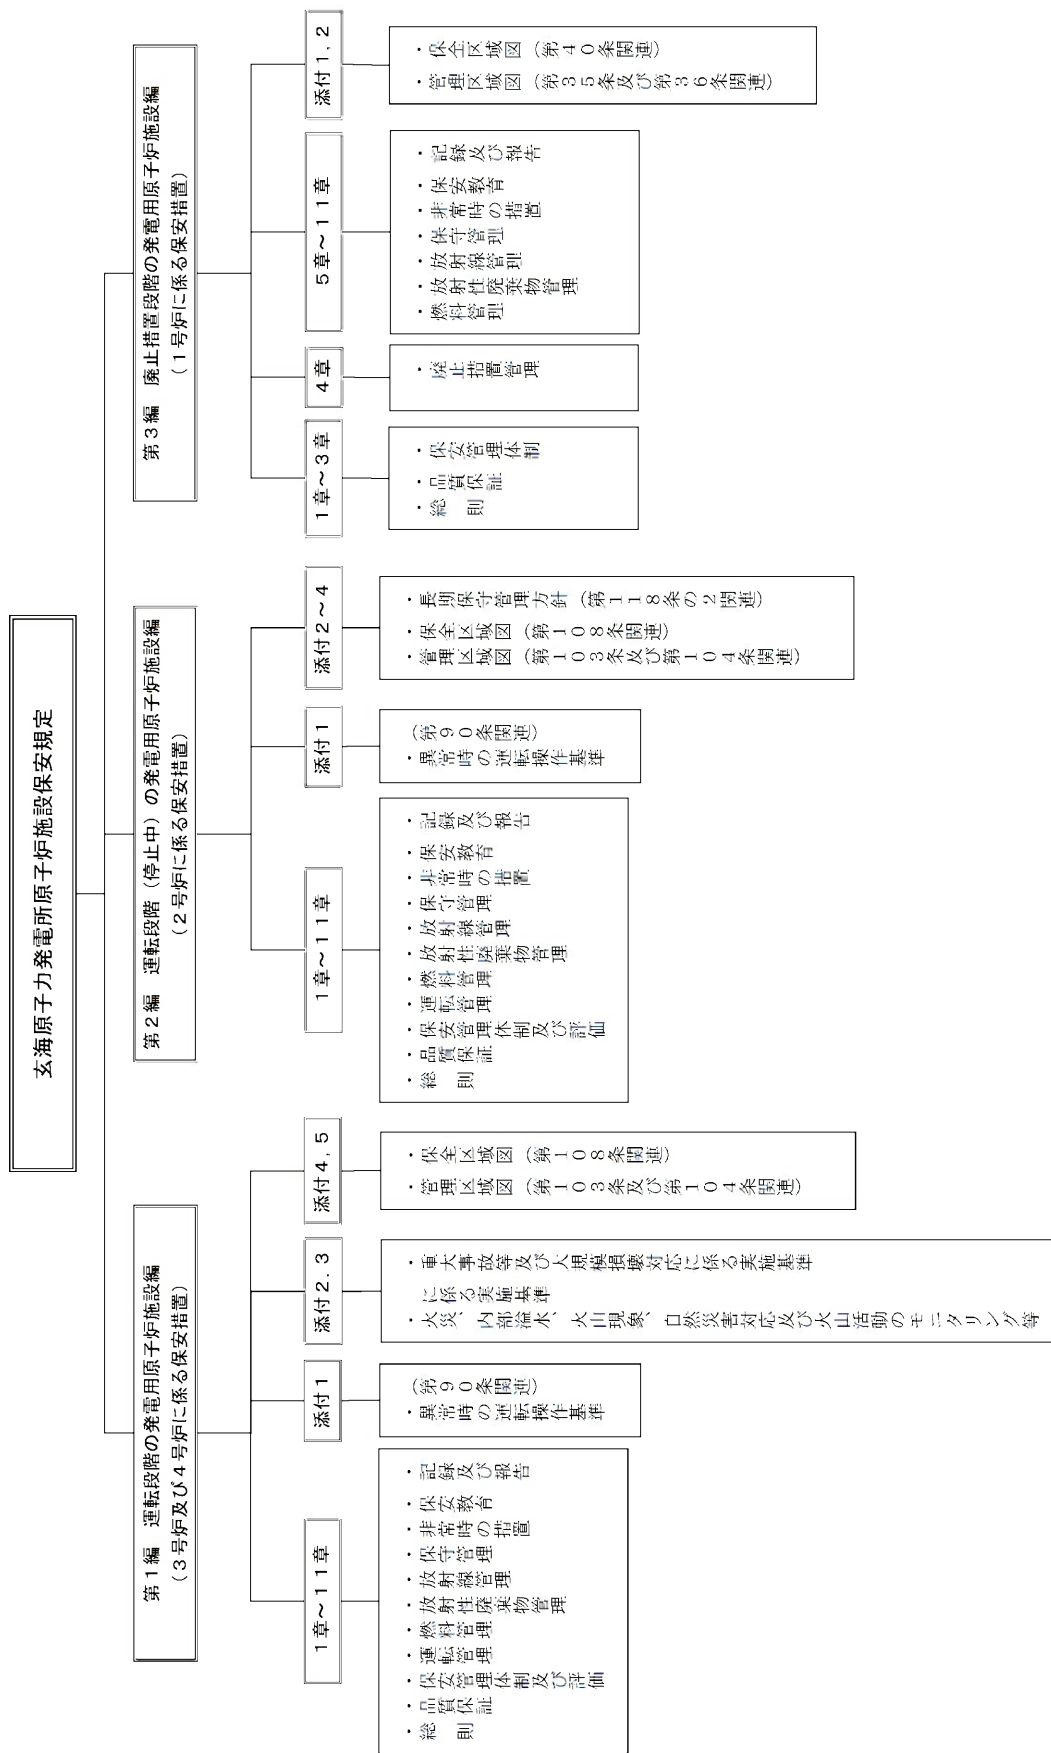 玄海原子力発電所原子炉施設保安規定
第1編　運転段階の発電用原子炉施設編
（3号炉及び4号炉に係る保安措置）
1章～11章
・総　則
・品質保証
・保安管理体制及び評価
・運転管理
・燃料管理
・放射性廃棄物管理
・放射線管理
・保守管理
・非常時の措置
・保安教育
・記録及び報告
添付1
・異常時の運転操作基準
（第90条関連）
添付2．3
・火災、内部溢水、火山現象、自然災害対応及び火山活動のモニタリング等
に係る実施基準
・重大事故等及び大規模損壊対応に係る実施基準
添付4，5
・管理区域図（第103条及び第104条関連）
・保全区域図（第108条関連）
第2編　運転段階（停止中）の発電用原子炉施設編
（2号炉に係る保安措置）
1章～11章
・総　則
・品質保証
・保安管理体制及び評価
・運転管理
・燃料管理
・放射性廃棄物管理
・放射線管理
・保守管理
・非常時の措置
・保安教育
・記録及び報告
添付1
・異常時の運転操作基準
（第90条関連）
添付2～4
・管理区域図（第103条及び第104条関連）
・保全区域図（第108条関連）
・長期保守管理方針（第118条の2関連）
第3編　廃止措置段階の発電用原子炉施設編
（1号炉に係る保安措置）
1章～3章
・総　則
・品質保証
・保安管理体制
4章
・廃止措置管理
5章～11章
・燃料管理
・放射性廃棄物管理
・放射線管理
・保守管理
・非常時の措置
・保安教育
・記録及び報告
添付1，2
・管理区域図（第35条及び第36条関連）
・保全区域図（第40条関連）